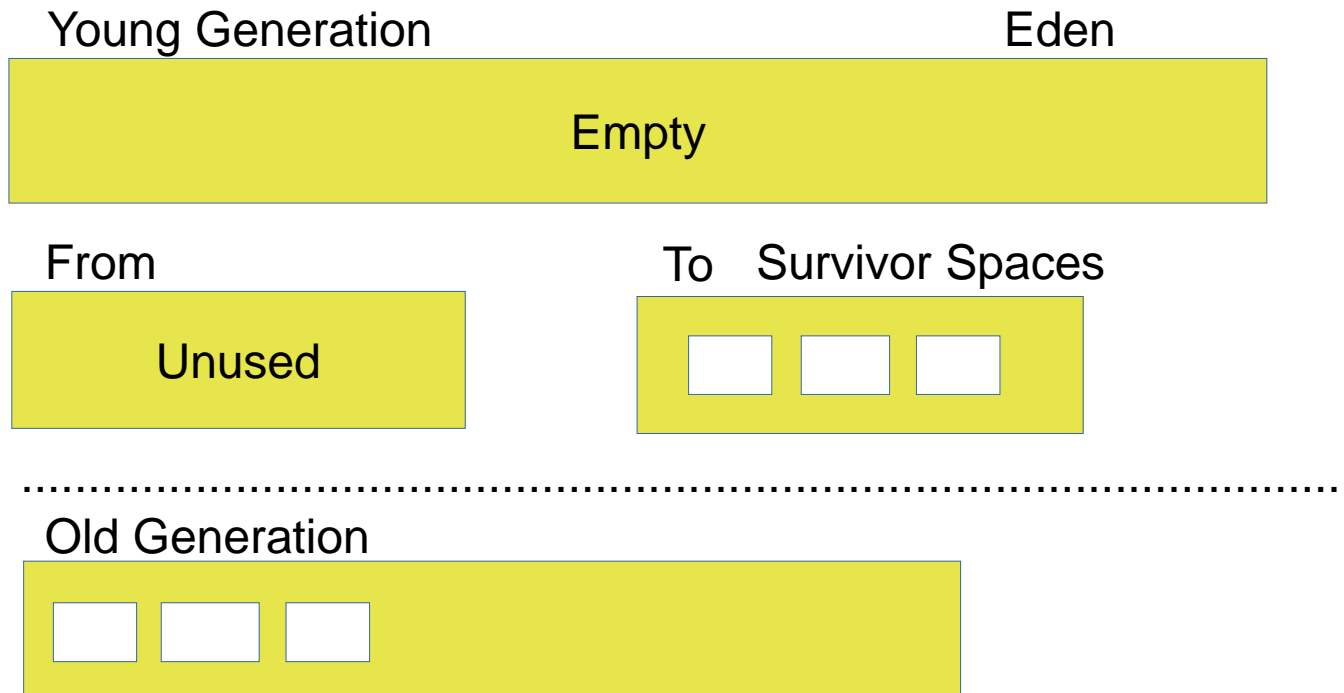 Young Generation Eden
Empty
From To Survivor Spaces
Unused
Old Generation